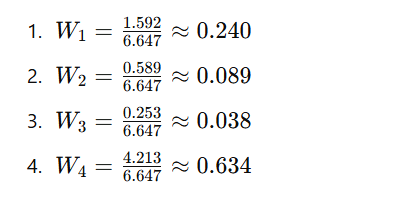 1. W₁ = 1.592/6.647 ≈ 0.240
2. W₂ = 0.589/6.647 ≈ 0.089
3. W₃ = 0.253/6.647 ≈ 0.038
4. W₄ = 4.213/6.647 ≈ 0.634